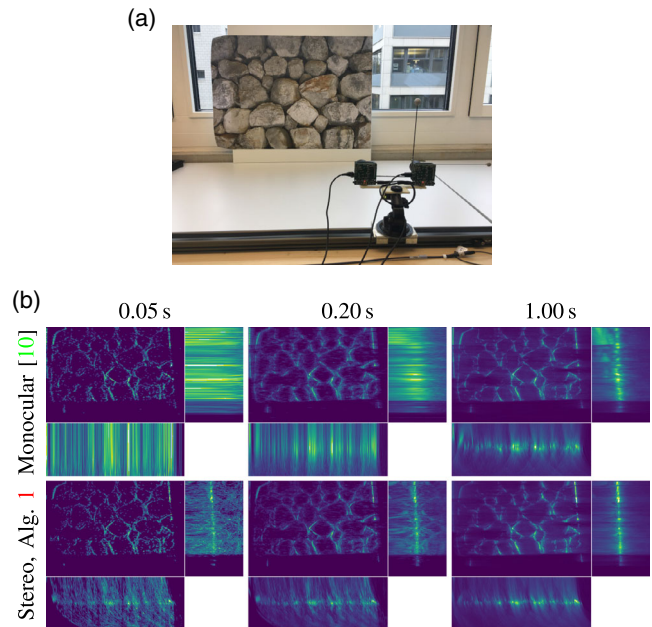 (a)
(b)
0.05 s 0.20 s 1.00 s
Monocular [10]
Stereo, Alg. 1